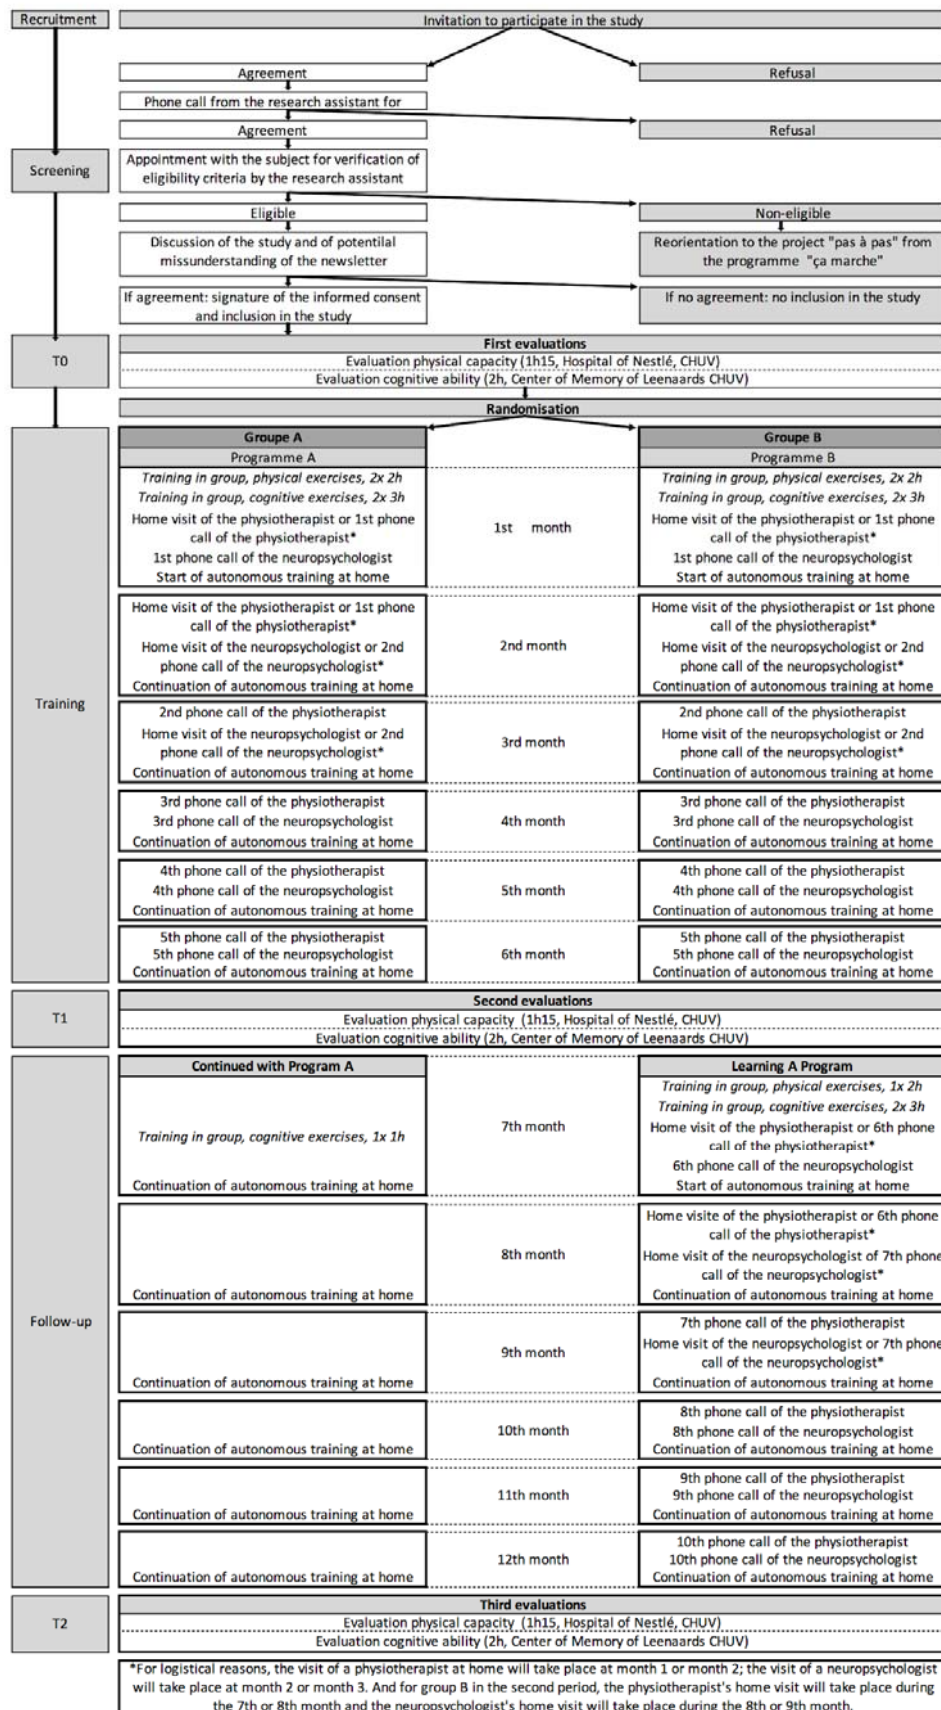 Recruitment
Invitation to participate in the study
Agreement
Refusal
Phone call from the research assistant for
Agreement
Refusal
Screening
Appointment with the subject for verification of
eligibility criteria by the research assistant
Eligible
Non-eligible
Discussion of the study and of potentilal
missunderstanding of the newsletter
Reorientation to the project "pas à pas" from
the programme "ça marche"
If agreement: signature of the informed consent
and inclusion in the study
If no agreement: no inclusion in the study
T0
First evaluations
Evaluation physical capacity (1h15, Hospital of Nestlé, CHUV)
Evaluation cognitive ability (2h, Center of Memory of Leenaards CHUV)
Randomisation
Training
Groupe A
Programme A
Training in group, physical exercises, 2x 2h
Training in group, cognitive exercises, 2x 3h
Home visit of the physiotherapist or 1st phone
call of the physiotherapist*
1st phone call of the neuropsychologist
Start of autonomous training at home
1st month
Groupe B
Programme B
Training in group, physical exercises, 2x 2h
Training in group, cognitive exercises, 2x 3h
Home visit of the physiotherapist or 1st phone
call of the physiotherapist*
1st phone call of the neuropsychologist
Start of autonomous training at home
Home visit of the physiotherapist or 1st phone
call of the physiotherapist*
Home visit of the neuropsychologist or 2nd
phone call of the neuropsychologist*
Continuation of autonomous training at home
2nd month
Home visit of the physiotherapist or 1st phone
call of the physiotherapist*
Home visit of the neuropsychologist or 2nd
phone call of the neuropsychologist*
Continuation of autonomous training at home
2nd phone call of the physiotherapist
Home visit of the neuropsychologist or 2nd
phone call of the neuropsychologist*
Continuation of autonomous training at home
3rd month
2nd phone call of the physiotherapist
Home visit of the neuropsychologist or 2nd
phone call of the neuropsychologist*
Continuation of autonomous training at home
3rd phone call of the physiotherapist
3rd phone call of the neuropsychologist
Continuation of autonomous training at home
4th month
3rd phone call of the physiotherapist
3rd phone call of the neuropsychologist
Continuation of autonomous training at home
4th phone call of the physiotherapist
4th phone call of the neuropsychologist
Continuation of autonomous training at home
5th month
4th phone call of the physiotherapist
4th phone call of the neuropsychologist
Continuation of autonomous training at home
5th phone call of the physiotherapist
5th phone call of the neuropsychologist
Continuation of autonomous training at home
6th month
5th phone call of the physiotherapist
5th phone call of the neuropsychologist
Continuation of autonomous training at home
T1
Second evaluations
Evaluation physical capacity (1h15, Hospital of Nestlé, CHUV)
Evaluation cognitive ability (2h, Center of Memory of Leenaards CHUV)
Follow-up
Continued with Program A
Training in group, cognitive exercises, 1x 1h
Continuation of autonomous training at home
7th month
Learning A Program
Training in group, physical exercises, 1x 2h
Training in group, cognitive exercises, 2x 3h
Home visit of the physiotherapist or 6th phone
call of the physiotherapist*
6th phone call of the neuropsychologist
Start of autonomous training at home
Continuation of autonomous training at home
8th month
Home visite of the physiotherapist or 6th phone
call of the physiotherapist*
Home visit of the neuropsychologist of 7th phone
call of the neuropsychologist*
Continuation of autonomous training at home
Continuation of autonomous training at home
9th month
7th phone call of the physiotherapist
Home visit of the neuropsychologist or 7th phone
call of the neuropsychologist*
Continuation of autonomous training at home
Continuation of autonomous training at home
10th month
8th phone call of the physiotherapist
8th phone call of the neuropsychologist
Continuation of autonomous training at home
Continuation of autonomous training at home
11th month
9th phone call of the physiotherapist
9th phone call of the neuropsychologist
Continuation of autonomous training at home
Continuation of autonomous training at home
12th month
10th phone call of the physiotherapist
10th phone call of the neuropsychologist
Continuation of autonomous training at home
T2
Third evaluations
Evaluation physical capacity (1h15, Hospital of Nestlé, CHUV)
Evaluation cognitive ability (2h, Center of Memory of Leenaards CHUV)
*For logistical reasons, the visit of a physiotherapist at home will take place at month 1 or month 2; the visit of a neuropsychologist
will take place at month 2 or month 3. And for group B in the second period, the physiotherapist's home visit will take place during
the 7th or 8th month and the neuropsychologist's home visit will take place during the 8th or 9th month.